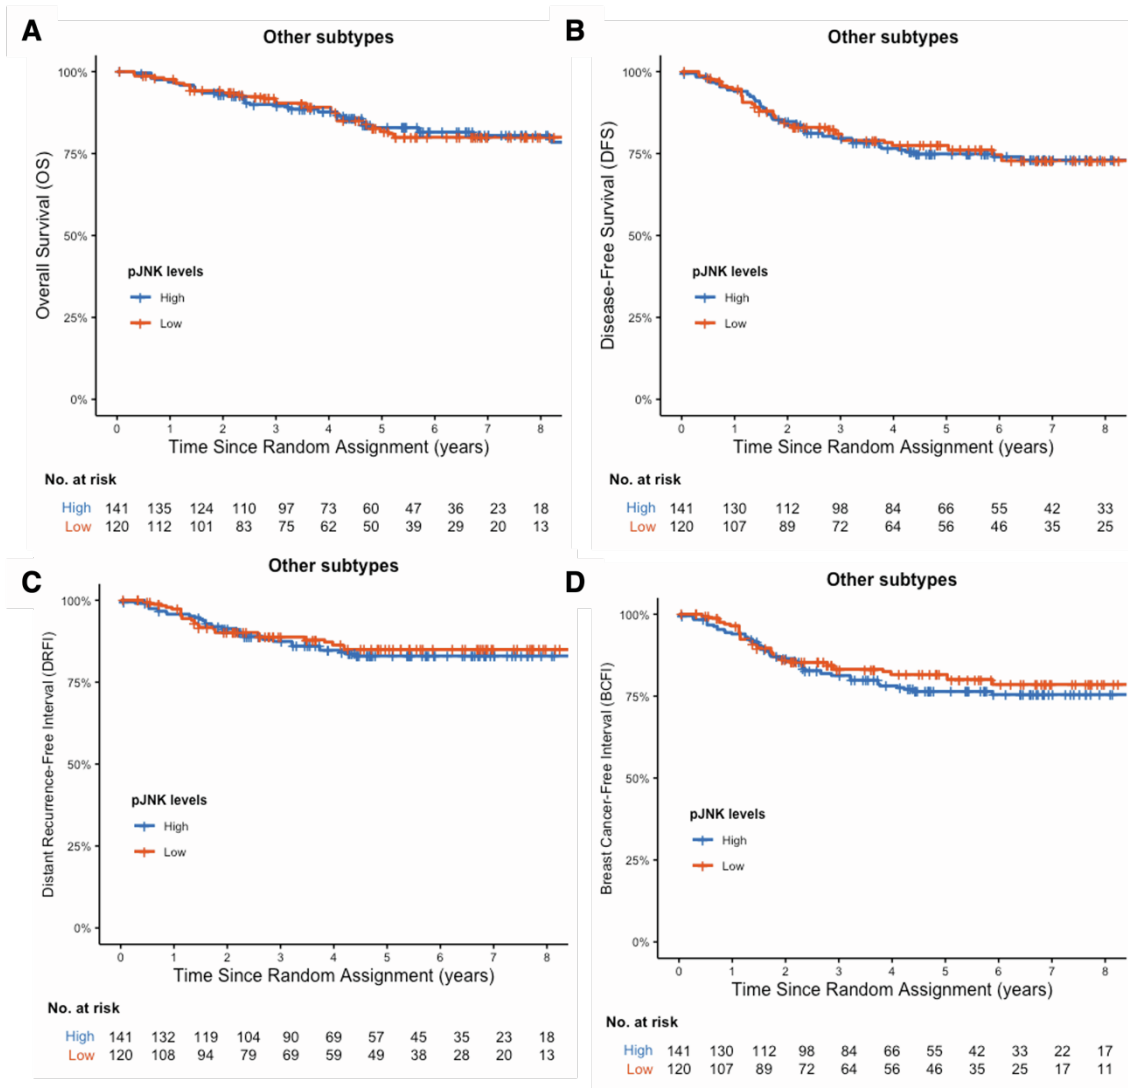 A
Other subtypes
100%
75%
50%
25%
0%
Overall Survival (OS)
pJNK levels
High
Low
0 1 2 3 4 5 6 7 8
Time Since Random Assignment (years)
No. at risk
High 141 135 124 110 97 73 60 47 36 23 18
Low 120 112 101 83 75 62 50 39 29 20 13
B
Other subtypes
100%
75%
50%
25%
0%
Disease-Free Survival (DFS)
pJNK levels
High
Low
0 1 2 3 4 5 6 7 8
Time Since Random Assignment (years)
No. at risk
High 141 130 112 98 84 66 55 42 33
Low 120 107 89 72 64 56 46 35 25
C
Other subtypes
100%
75%
50%
25%
0%
Distant Recurrence-Free Interval (DRFI)
pJNK levels
High
Low
0 1 2 3 4 5 6 7 8
Time Since Random Assignment (years)
No. at risk
High 141 132 119 104 90 69 57 45 35 23 18
Low 120 108 94 79 69 59 49 38 28 20 13
D
Other subtypes
100%
75%
50%
25%
0%
Breast Cancer-Free Interval (BCFI)
pJNK levels
High
Low
0 1 2 3 4 5 6 7 8
Time Since Random Assignment (years)
No. at risk
High 141 130 112 98 84 66 55 42 33 22 17
Low 120 107 89 72 64 56 46 35 25 17 11